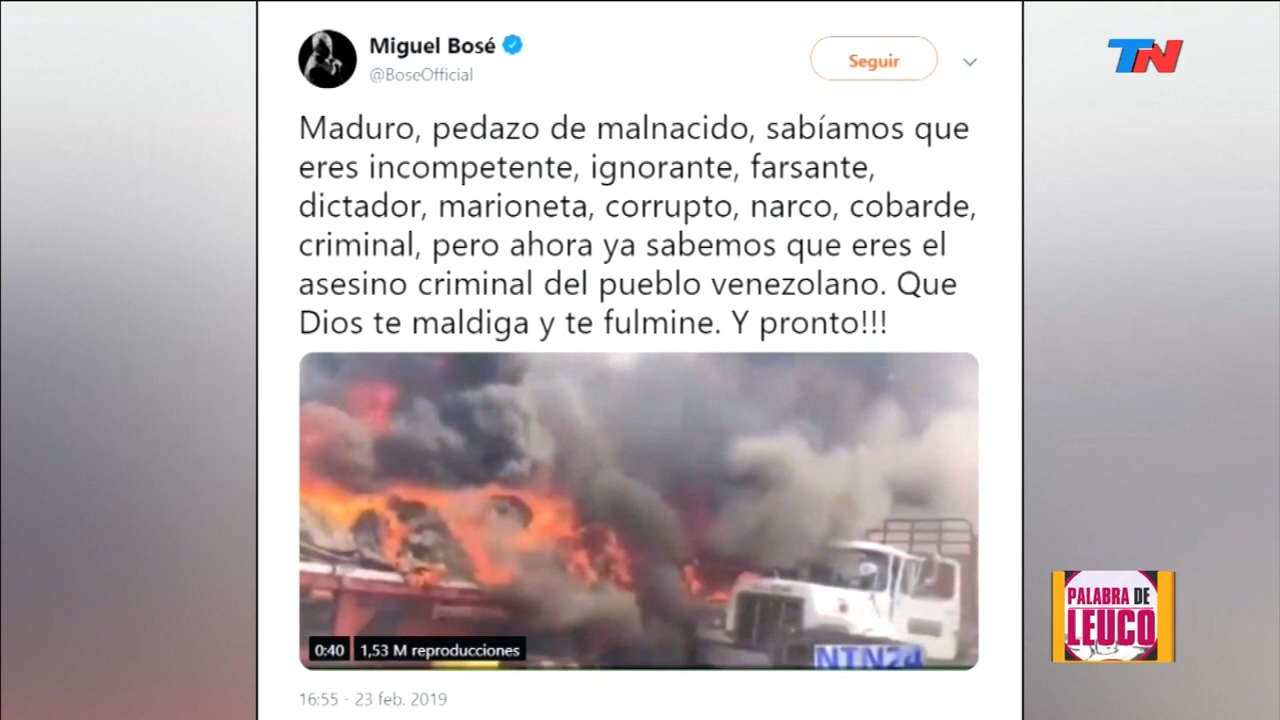 Miguel Bosé
@BoseOfficial
Seguir
TN
Maduro, pedazo de malnacido, sabíamos que
eres incompetente, ignorante, farsante,
dictador, marioneta, corrupto, narco, cobarde,
criminal, pero ahora ya sabemos que eres el
asesino criminal del pueblo venezolano. Que
Dios te maldiga y te fulmine. Y pronto!!!
0:40
1,53 M reproducciones
NTN24
PALABRA DE
LEUCO
16:55 - 23 feb. 2019